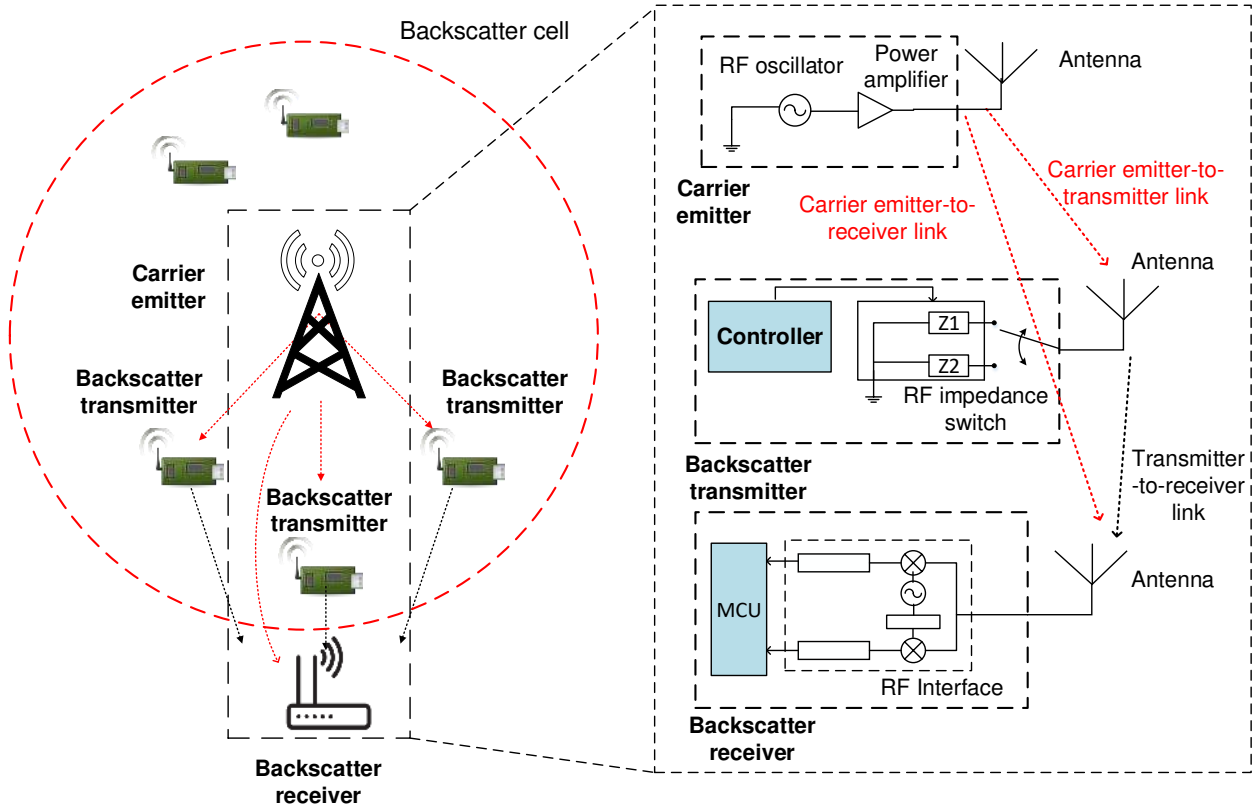 Backscatter cell
Carrier
emitter
Backscatter
transmitter
Backscatter
transmitter
Backscatter
transmitter
Backscatter
receiver
RF oscillator
Power
amplifier
Antenna
Carrier
emitter
Carrier emitter-to-
receiver link
Carrier emitter-to-
transmitter link
Antenna
Controller
Z1
Z2
RF impedance
switch
Backscatter
transmitter
Transmitter
-to-receiver
link
MCU
RF Interface
Antenna
Backscatter
receiver